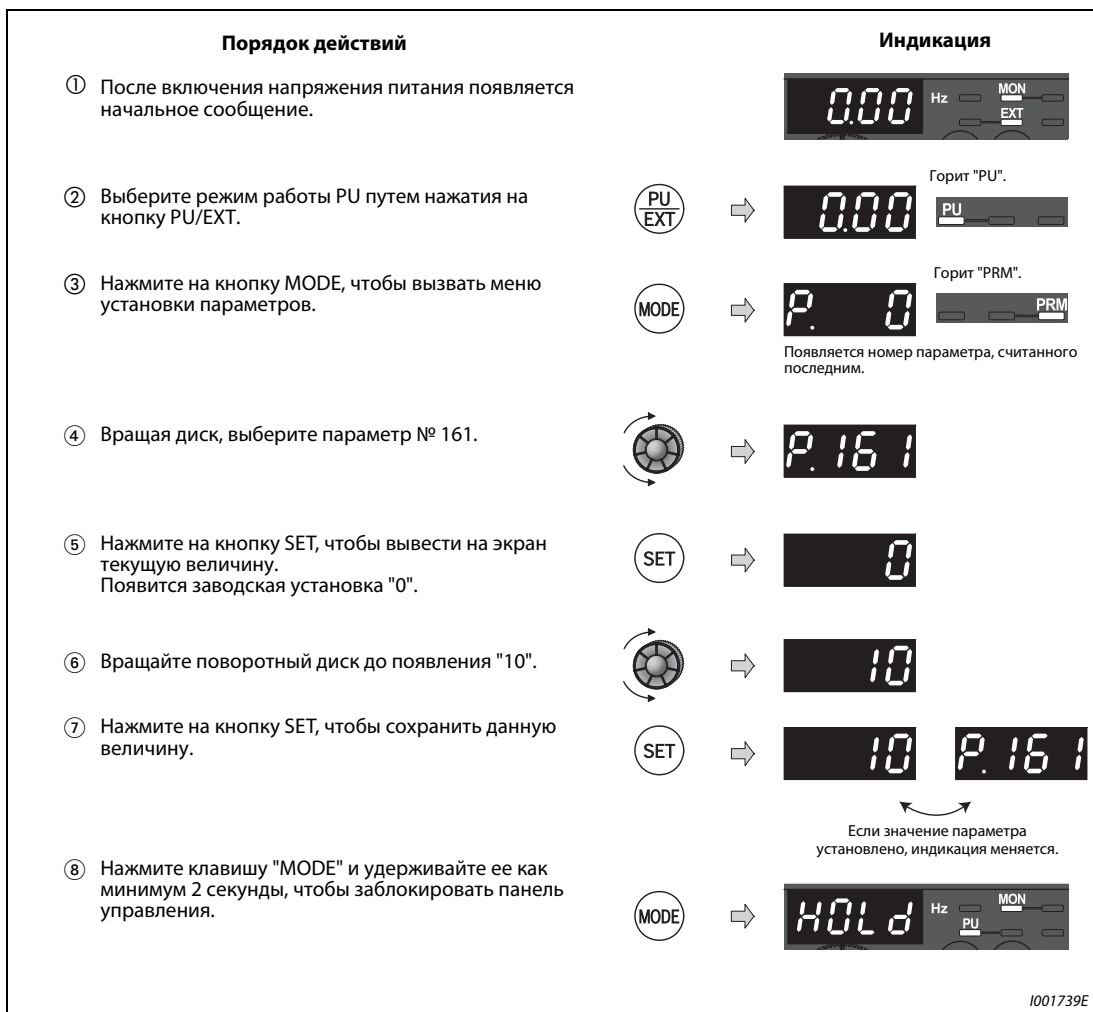 Порядок действий
Индикация
① После включения напряжения питания появляется
начальное сообщение.
0.00 Hz MON
EXT
② Выберите режим работы PU путем нажатия на
кнопку PU/EXT.
PU
EXT
0.00
Горит "PU".
PU
③ Нажмите на кнопку MODE, чтобы вызвать меню
установки параметров.
MODE
P. 0
Горит "PRM".
PRM
Появляется номер параметра, считанного
последним.
④ Вращая диск, выберите параметр № 161.
P. 161
⑤ Нажмите на кнопку SET, чтобы вывести на экран
текущую величину.
Появится заводская установка "0".
SET
0
⑥ Вращайте поворотный диск до появления "10".
10
⑦ Нажмите на кнопку SET, чтобы сохранить данную
величину.
SET
10 P. 161
Если значение параметра
установлено, индикация меняется.
⑧ Нажмите клавишу "MODE" и удерживайте ее как
минимум 2 секунды, чтобы заблокировать панель
управления.
MODE
HOLd Hz MON
PU
I001739E